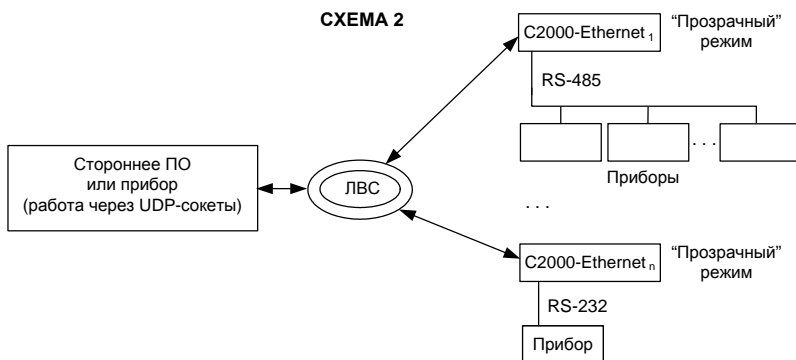 СХЕМА 2
С2000-Ethernet 1
“Прозрачный”
режим
RS-485
. . .
Приборы
Стороннее ПО
или прибор
(работа через UDP-сокеты)
ЛВС
. . .
С2000-Ethernet n
“Прозрачный”
режим
RS-232
Прибор